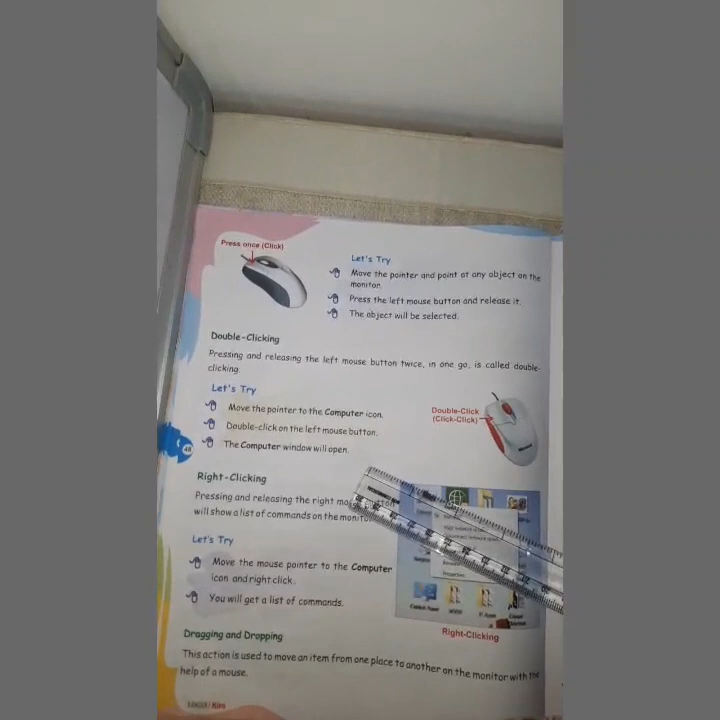 Press once (Click)
Let's Try
Move the pointer and point at any object on the
monitor.
Press the left mouse button and release it.
The object will be selected.
Double-Clicking
Pressing and releasing the left mouse button twice, in one go, is called double-
clicking.
Let's Try
Move the pointer to the Computer icon.
Double-click on the left mouse button.
The Computer window will open.
Double-Click
(Click-Click)
48
Right-Clicking
Pressing and releasing the right mouse button
will show a list of commands on the monitor.
Let's Try
Move the mouse pointer to the Computer
icon and right click.
You will get a list of commands.
Properties
Right-Clicking
Dragging and Dropping
This action is used to move an item from one place to another on the monitor with the
help of a mouse.